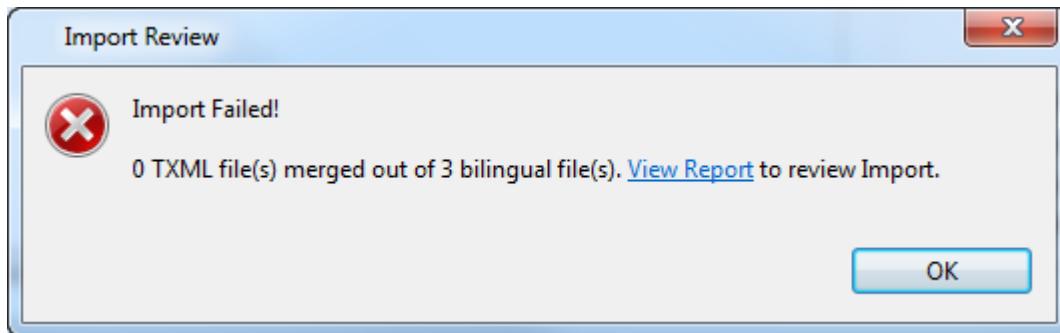 Import Review
Import Failed!
0 TXML file(s) merged out of 3 bilingual file(s). View Report to review Import.
OK